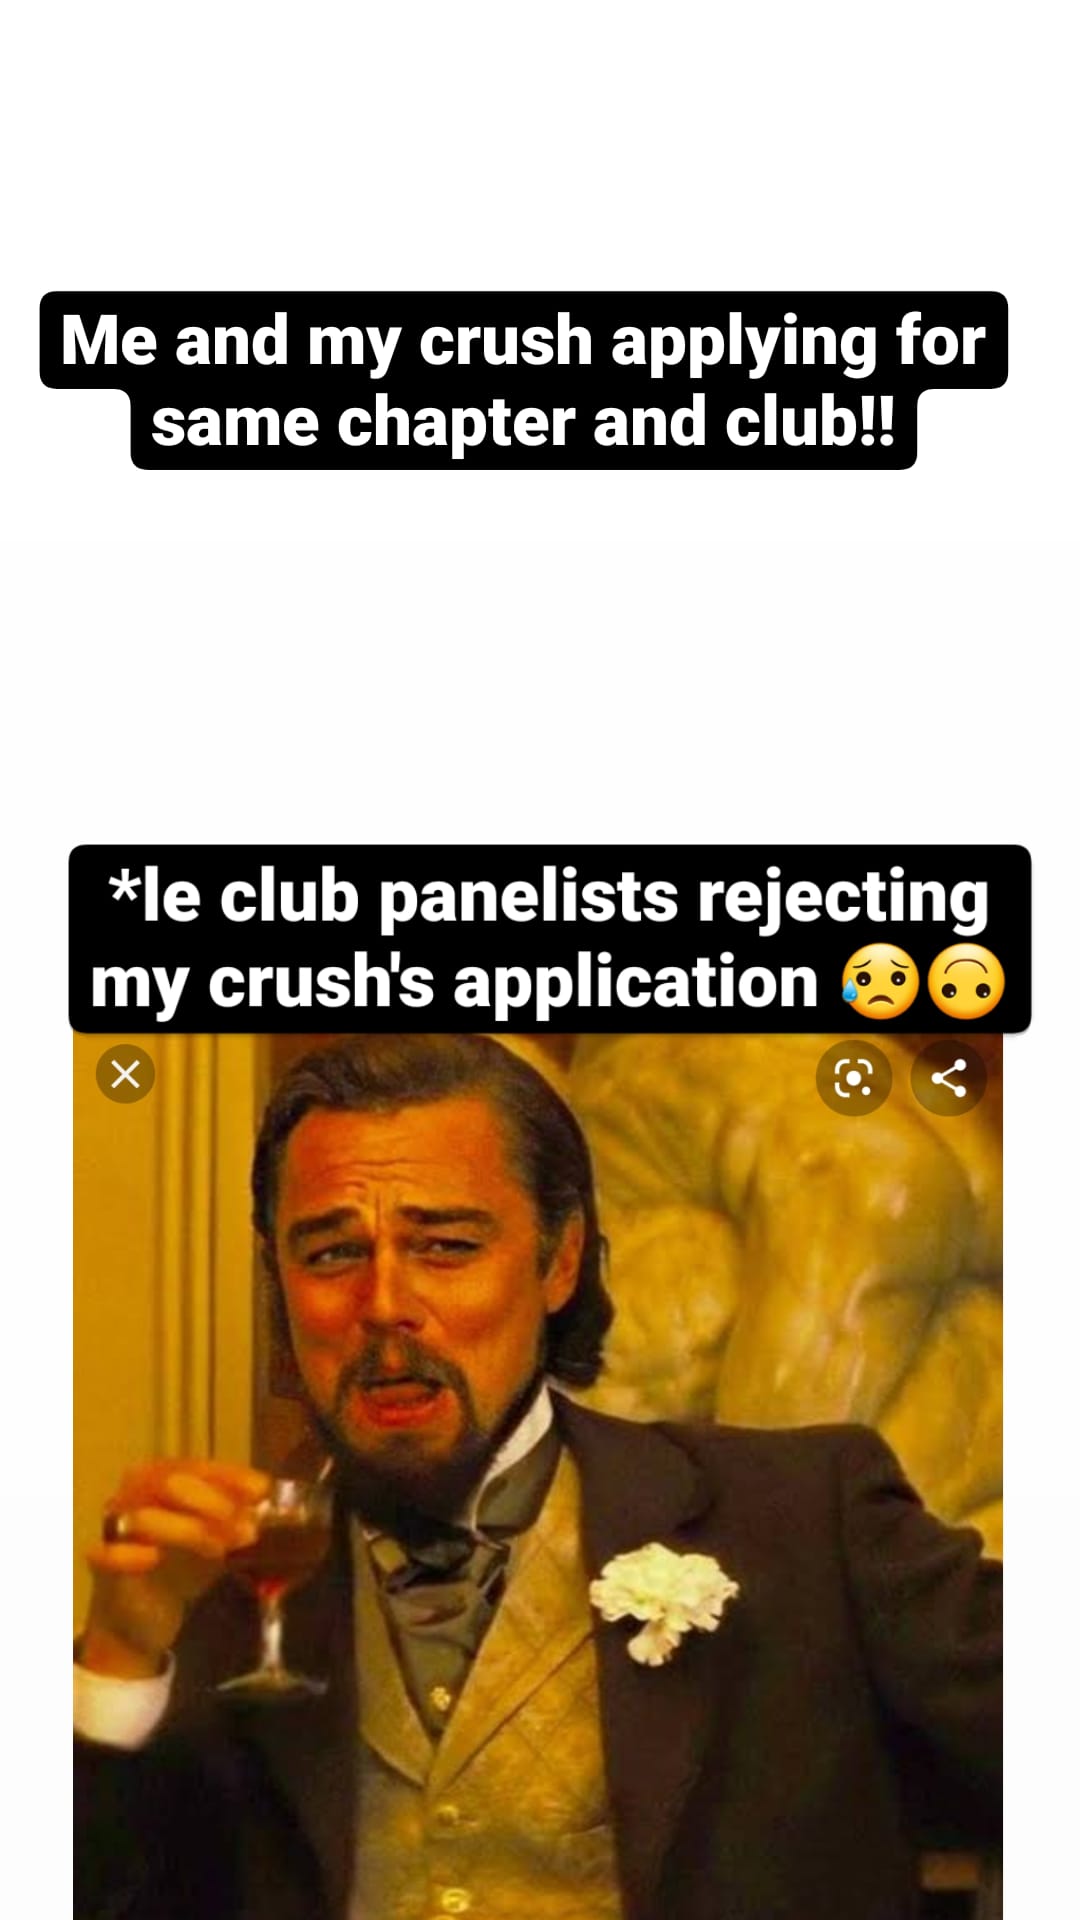 Me and my crush applying for
same chapter and club!!
*le club panelists rejecting
my crush's application 😥🙃